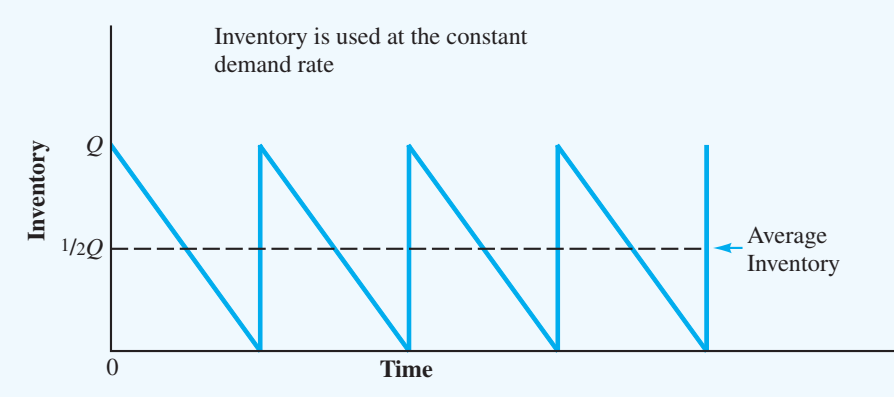 Inventory is used at the constant
demand rate
Inventory
Q
1/2Q
Average
Inventory
0
Time